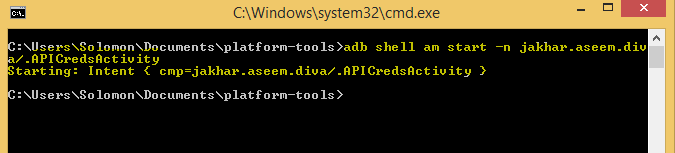 C:\Windows\system32\cmd.exe
C:\Users\Solomon\Documents\platform-tools>adb shell am start -n jakhar.aseem.div
a/.APICredsActivity
Starting: Intent { cmp=jakhar.aseem.diva/.APICredsActivity }
C:\Users\Solomon\Documents\platform-tools>